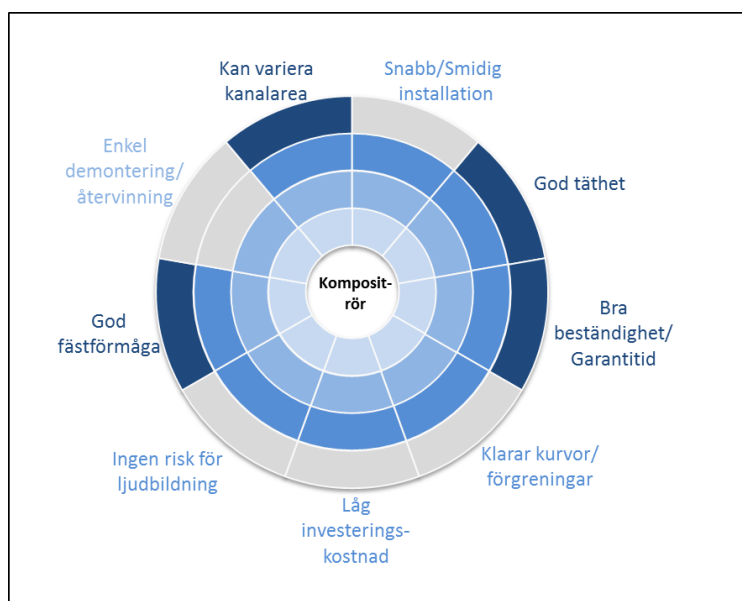 Kan variera
kanalarea
Snabb/Smidig
installation
Enkel
demontering/
återvinning
God täthet
Komposit-
rör
God
fästförmåga
Bra
beständighet/
Garantitid
Ingen risk för
ljudbildning
Klarar kurvor/
förgreningar
Låg
investerings-
kostnad